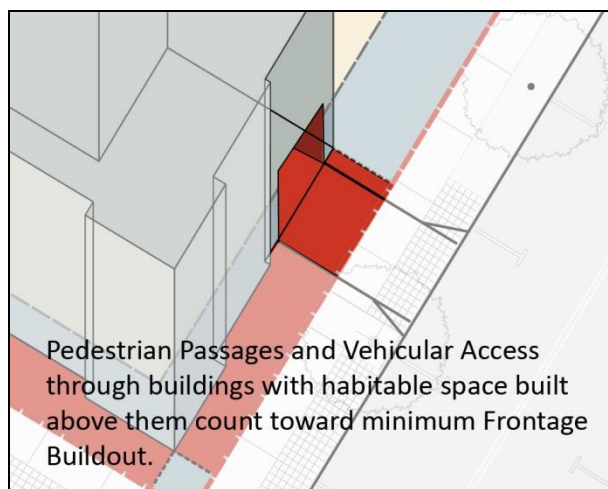 Pedestrian Passages and Vehicular Access
through buildings with habitable space built
above them count toward minimum Frontage
Buildout.